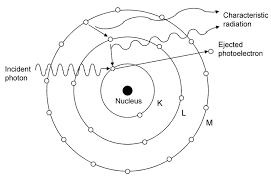 Characteristic
radiation
Ejected
photoelectron
Incident
photon
Nucleus
K
L
M